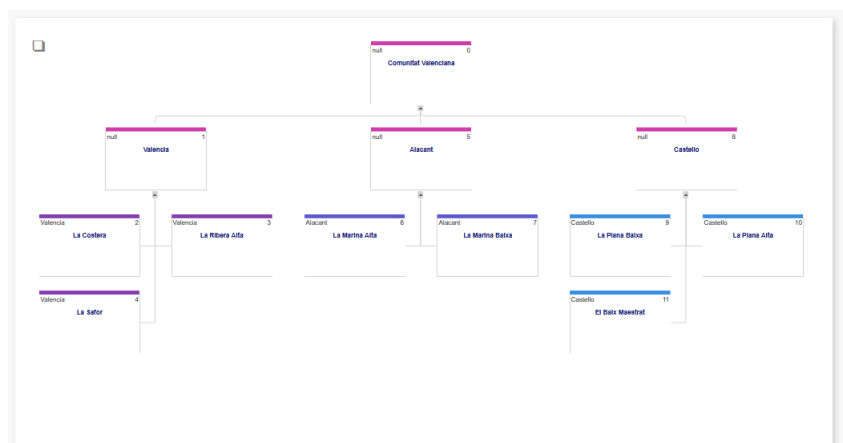 null 0
Comunitat Valenciana
null 1
Valencia
null 5
Alacant
null 8
Castello
Valencia 2
La Costera
Valencia 3
La Ribera Alta
Alacant 6
La Marina Alta
Alacant 7
La Marina Baixa
Castello 9
La Plana Baixa
Castello 10
La Plana Alta
Valencia 4
La Safor
Castello 11
El Baix Maestrat